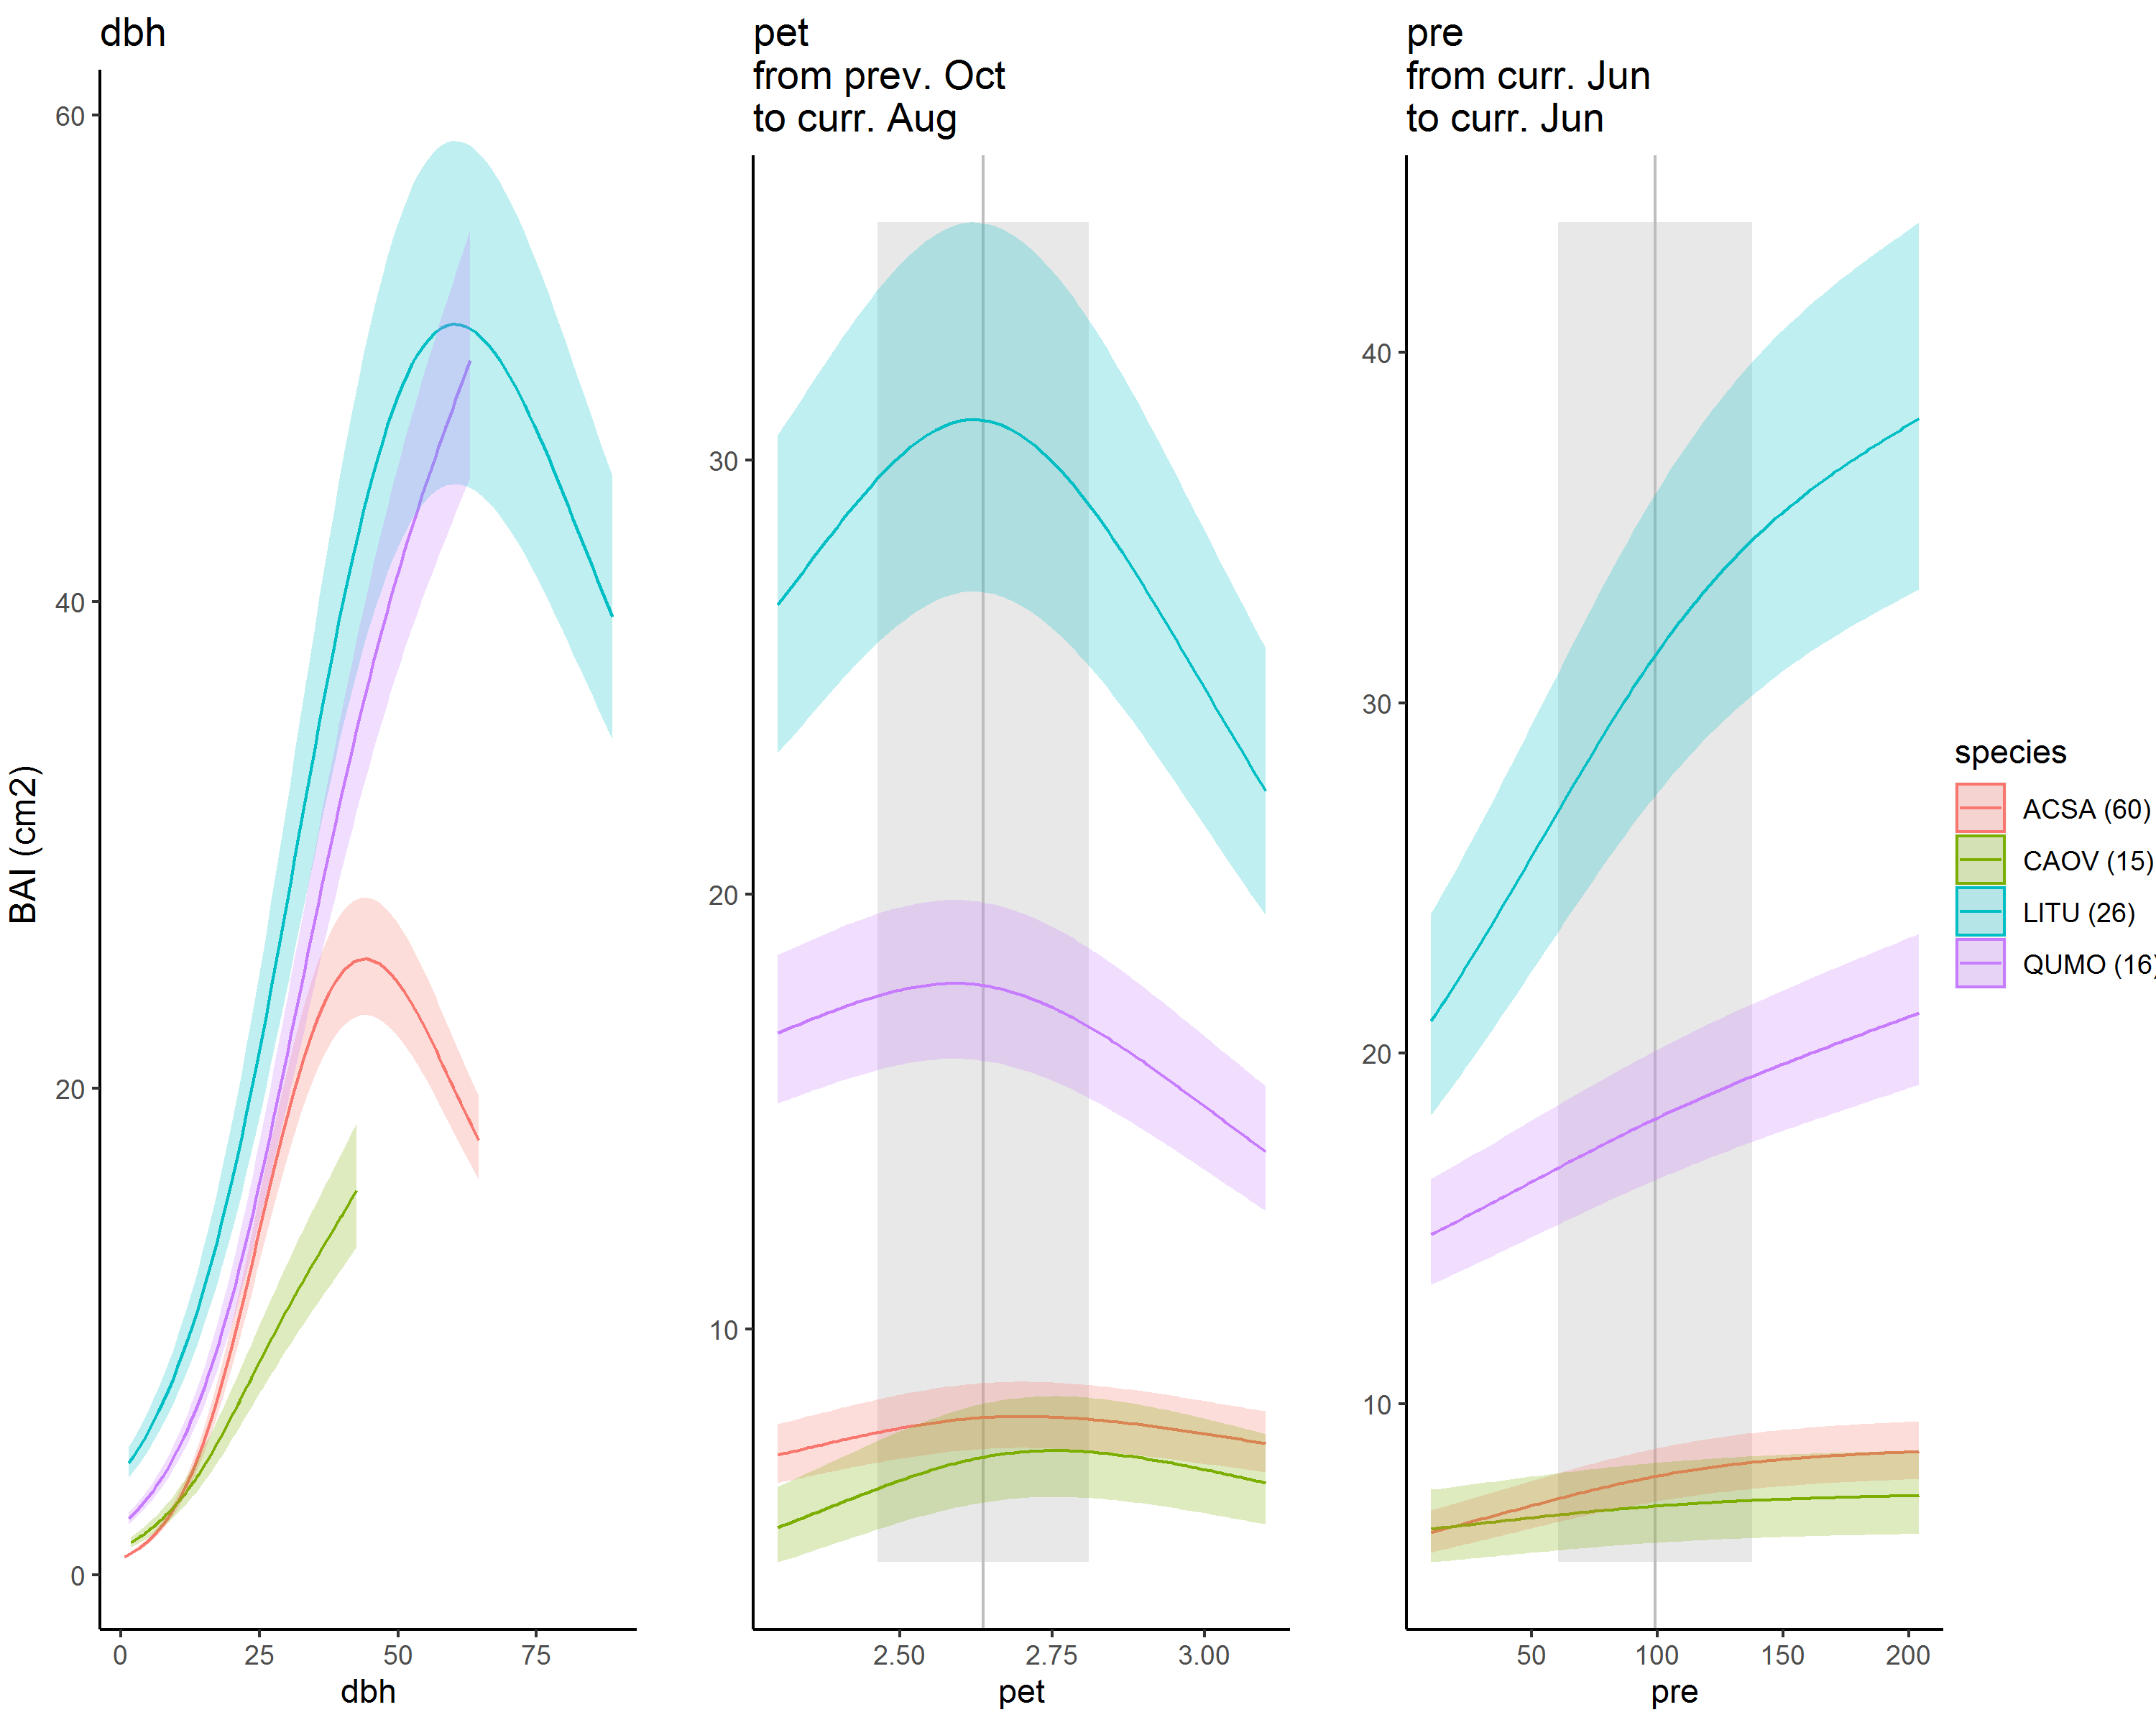 dbh
pet
from prev. Oct
to curr. Aug
pre
from curr. Jun
to curr. Jun
BAI (cm2)
60
40
20
0
0 25 50 75
dbh
30
20
10
2.50 2.75 3.00
pet
40
30
20
10
50 100 150 200
pre
species
ACSA (60)
CAOV (15)
LITU (26)
QUMO (16)